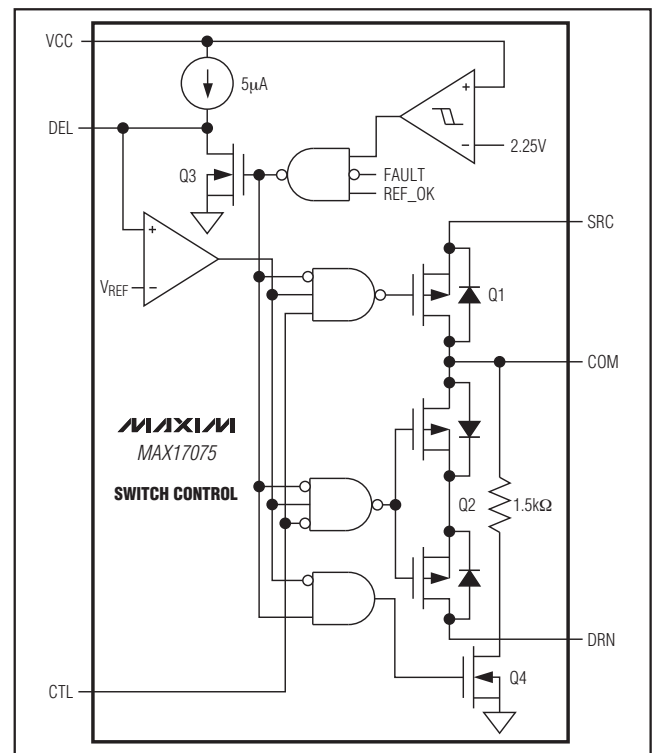 VCC
5µA
DEL
Q3
FAULT
REF_OK
+
−
2.25V
SRC
+
−
VREF
Q1
COM
MAXIM
MAX17075
SWITCH CONTROL
Q2
1.5kΩ
DRN
CTL
Q4